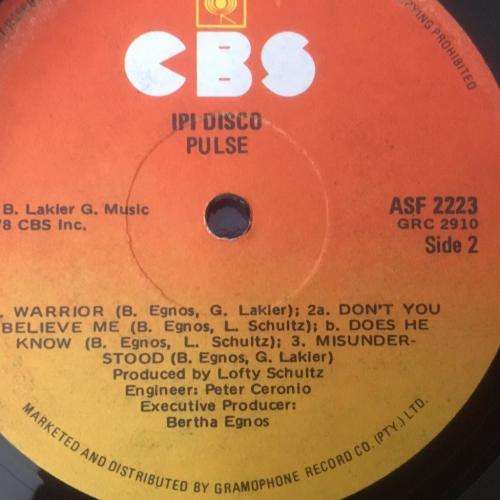 COPYING PROHIBITED
CBS
IPI DISCO
PULSE
B. Lakier G. Music
8 CBS Inc.
ASF 2223
GRC 2910
Side 2
. WARRIOR (B. Egnos, G. Lakier); 2a. DON'T YOU
BELIEVE ME (B. Egnos, L. Schultz); b. DOES HE
KNOW (B. Egnos, L. Schultz); 3. MISUNDER-
STOOD (B. Egnos, G. Lakier)
Produced by Lofty Schultz
Engineer: Peter Ceronio
Executive Producer:
Bertha Egnos
MARKETED AND DISTRIBUTED BY GRAMOPHONE RECORD CO. (PTY.) LTD.